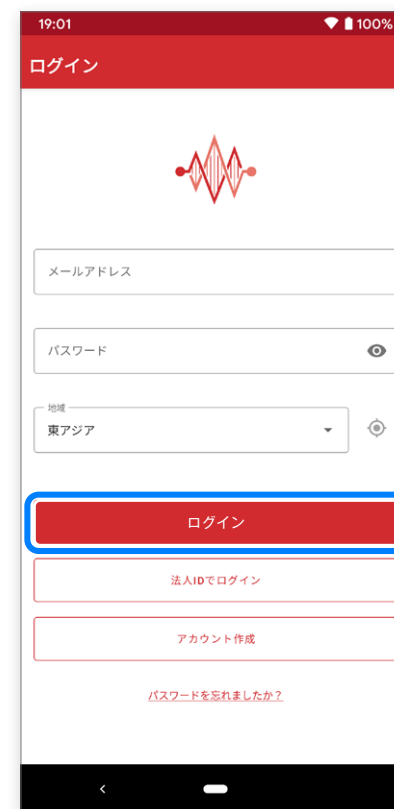 19:01 100%
ログイン
メールアドレス
パスワード
地域
東アジア
ログイン
法人IDでログイン
アカウント作成
パスワードを忘れましたか？